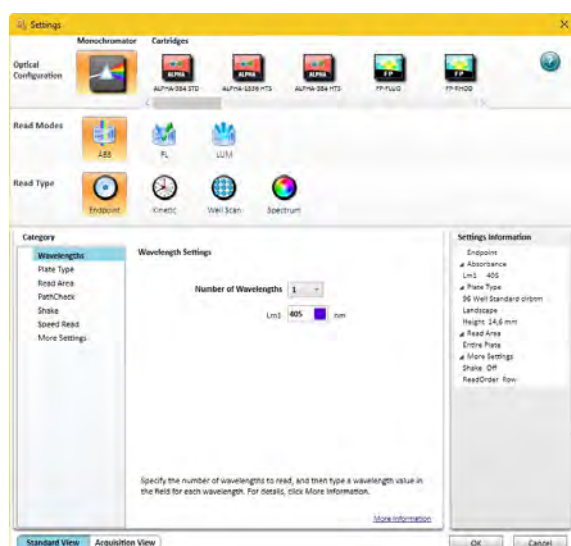 Settings
Monochromator Cartridges
Optical
Configuration
ALPHA ALPHA ALPHA FP FP
ALPHA-384 STD ALPHA-1536 HTS ALPHA-384 HTS FP-FLUO FP-RHOD
Read Modes
ABS FL LUM
Read Type
Endpoint Kinetic Well Scan Spectrum
Category
Wavelengths
Plate Type
Read Area
PathCheck
Shake
Speed Read
More Settings
Wavelength Settings
Number of Wavelengths 1
Lm1 405 nm
Specify the number of wavelengths to read, and then type a wavelength value in
the field for each wavelength. For details, click More Information.
More Information
Settings Information
Endpoint
Absorbance
Lm1 405
Plate Type
96 Well Standard clrbtm
Landscape
Height 14,6 mm
Read Area
Entire Plate
More Settings
Shake Off
ReadOrder Row
Standard View Acquisition View
OK Cancel